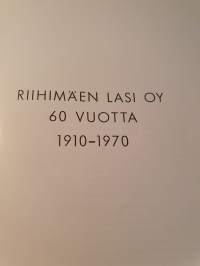 RIIHIMÄEN LASI OY
60 VUOTTA
1910-1970